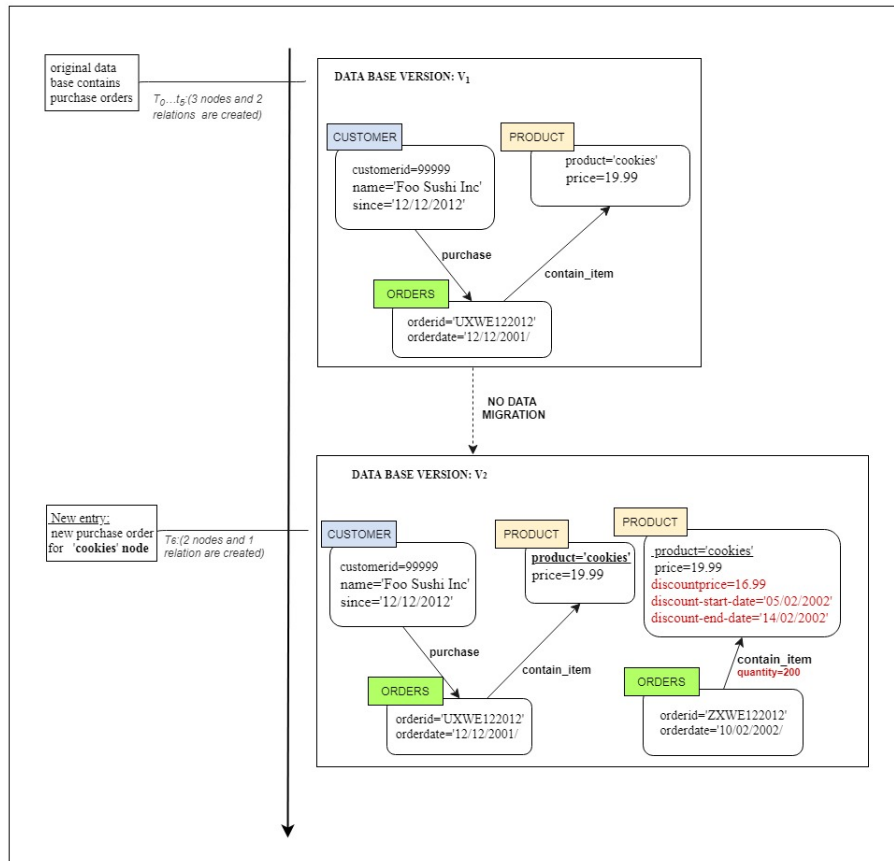 original data
base contains
purchase orders
T₀...t₅:(3 nodes and 2
relations are created)
DATA BASE VERSION: V₁
CUSTOMER
customerid=99999
name='Foo Sushi Inc'
since='12/12/2012'
PRODUCT
product='cookies'
price=19.99
purchase
contain_item
ORDERS
orderid='UXWE122012'
orderdate='12/12/2001/
NO DATA
MIGRATION
DATA BASE VERSION: V₂
New entry:
new purchase order
for 'cookies' node
T₆:(2 nodes and 1
relation are created)
CUSTOMER
customerid=99999
name='Foo Sushi Inc'
since='12/12/2012'
PRODUCT
product='cookies'
price=19.99
PRODUCT
product='cookies'
price=19.99
discountprice=16.99
discount-start-date='05/02/2002'
discount-end-date='14/02/2002'
purchase
contain_item
contain_item
quantity=200
ORDERS
orderid='UXWE122012'
orderdate='12/12/2001/
ORDERS
orderid='ZXWE122012'
orderdate='10/02/2002/